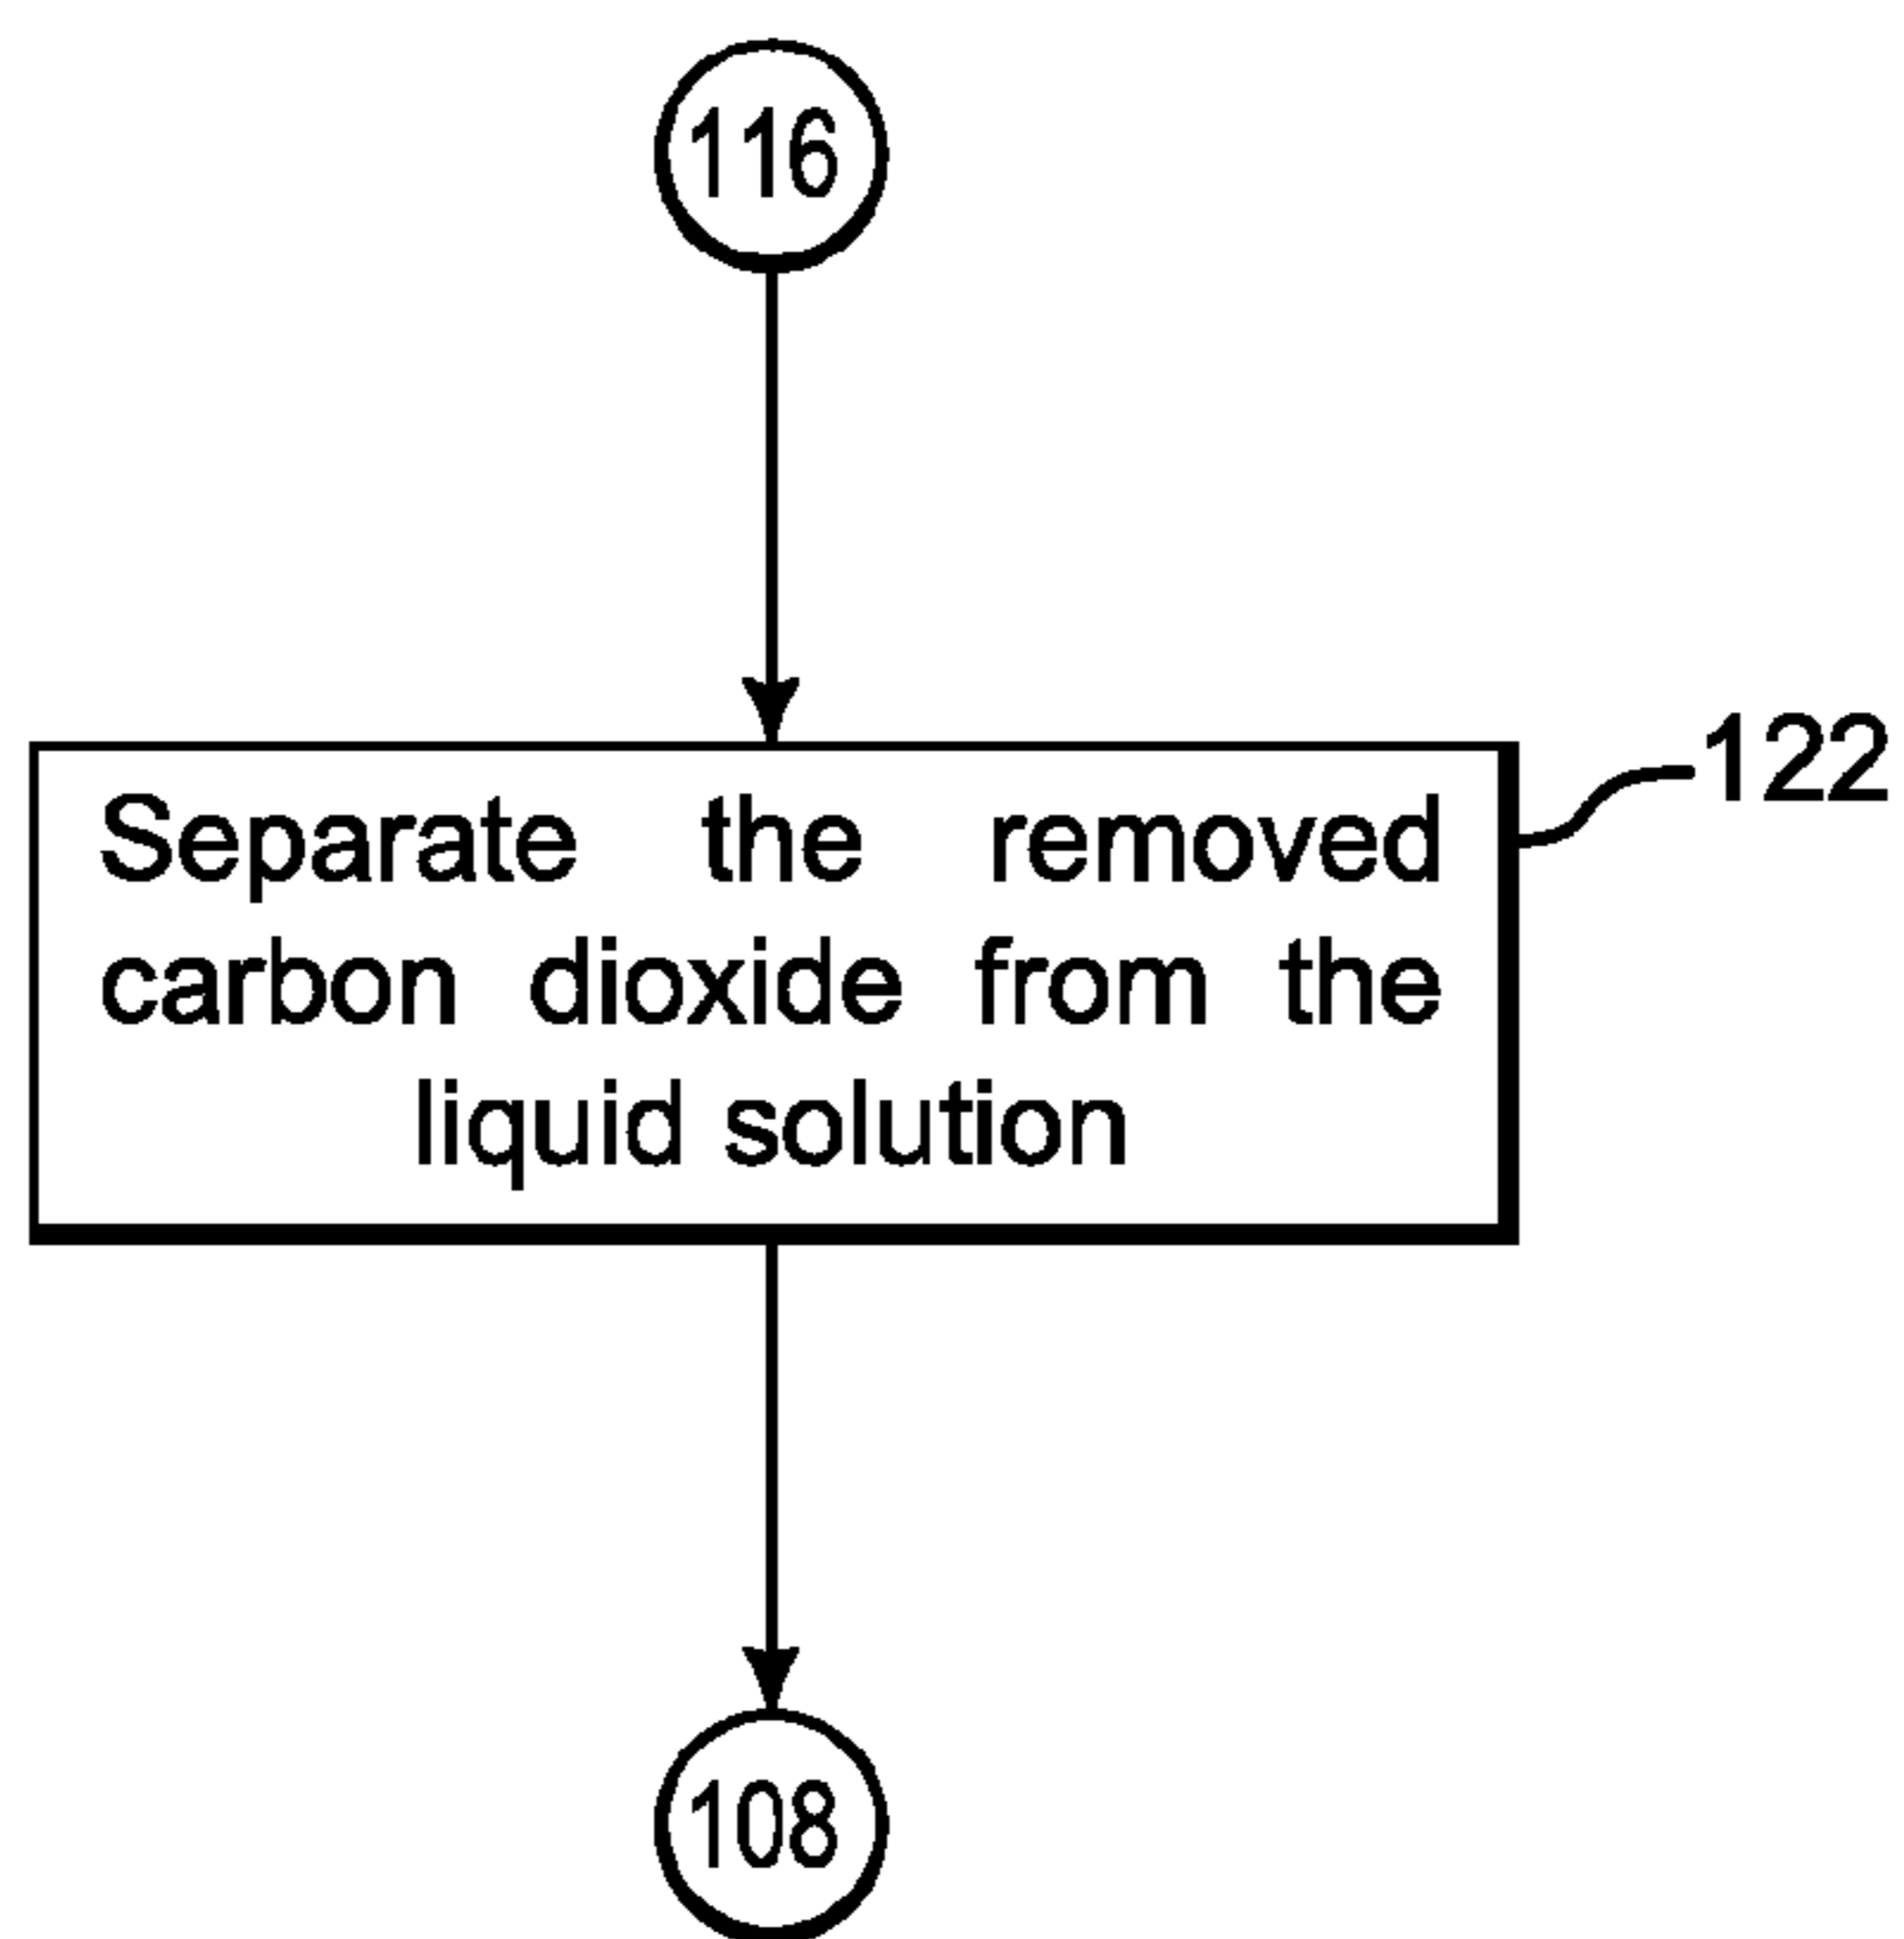 116
122
Separate the removed
carbon dioxide from the
liquid solution
108